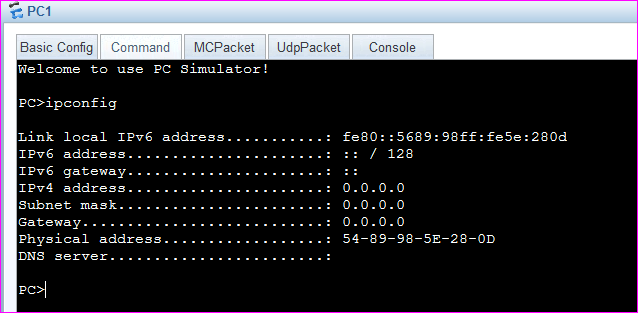 PC1
Basic Config Command MCPacket UdpPacket Console
Welcome to use PC Simulator!
PC>ipconfig
Link local IPv6 address...........: fe80::5689:98ff:fe5e:280d
IPv6 address......................: :: / 128
IPv6 gateway......................: ::
IPv4 address......................: 0.0.0.0
Subnet mask.......................: 0.0.0.0
Gateway...........................: 0.0.0.0
Physical address..................: 54-89-98-5E-28-0D
DNS server........................:
PC>